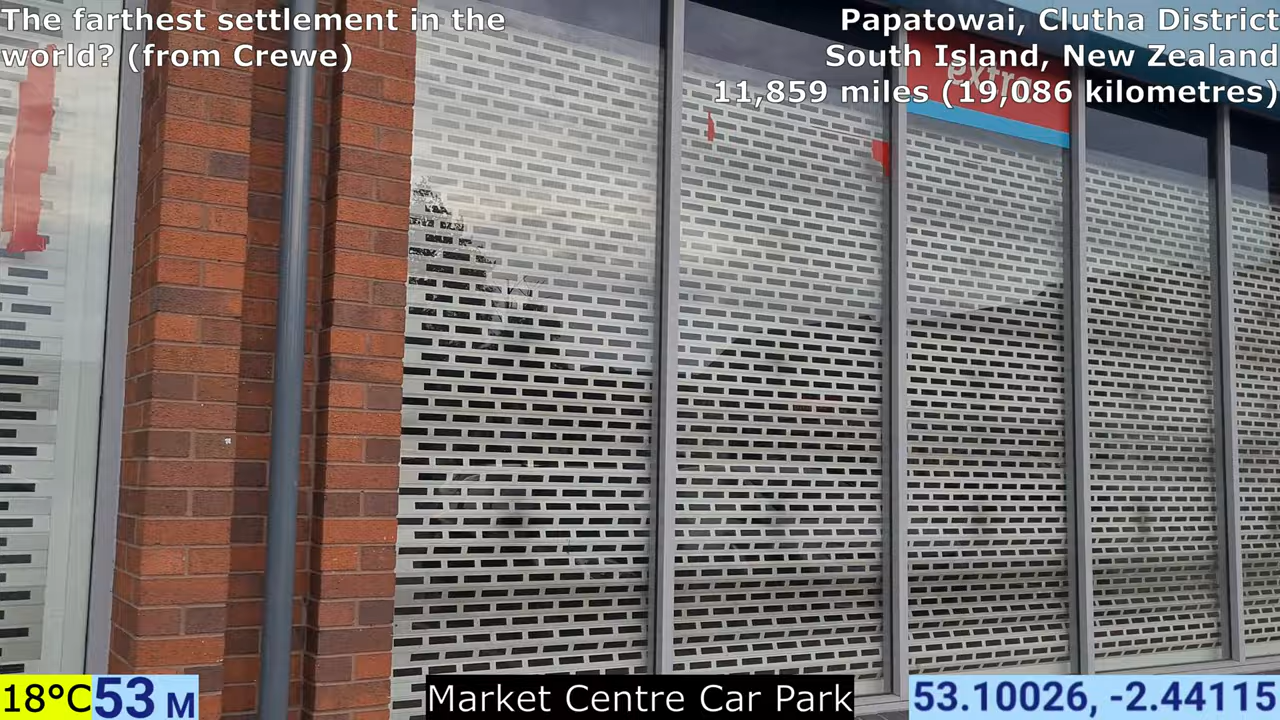 The farthest settlement in the
world? (from Crewe)
Papatowai, Clutha District
South Island, New Zealand
11,859 miles (19,086 kilometres)
extra
18°C 53 M
Market Centre Car Park
53.10026, -2.44115